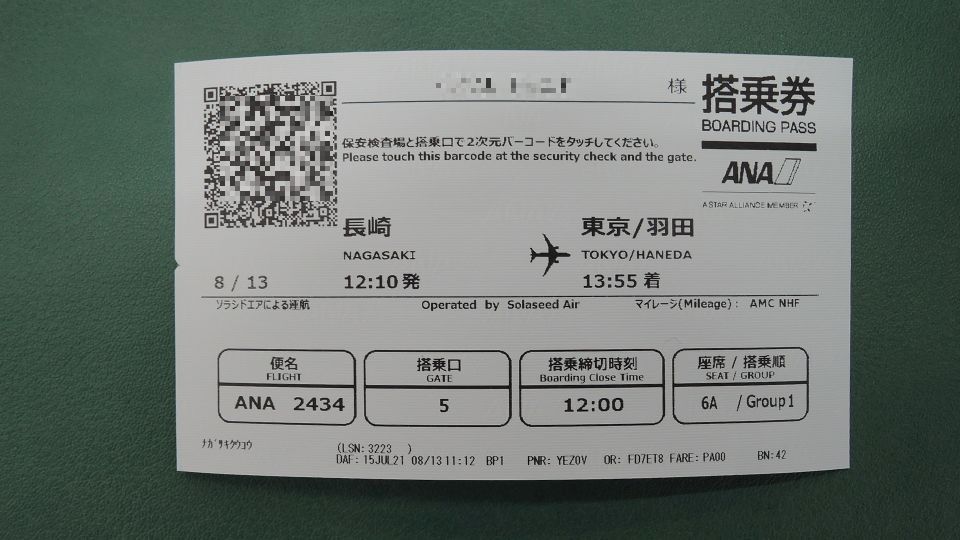 様
搭乗券
BOARDING PASS
保安検査場と搭乗口で2次元バーコードをタッチしてください。
Please touch this barcode at the security check and the gate.
ANA
A STAR ALLIANCE MEMBER
長崎
東京/羽田
NAGASAKI
TOKYO/HANEDA
8 / 13
12:10 発
13:55 着
ソラシドエアによる運航
Operated by Solaseed Air
マイレージ(Mileage) : AMC NHF
便名
FLIGHT
ANA 2434
搭乗口
GATE
5
搭乗締切時刻
Boarding Close Time
12:00
座席 / 搭乗順
SEAT / GROUP
6A / Group1
ナガサキクウコウ
(LSN:3223 )
DAF: 15JUL21 08/13 11:12 BP1 PNR: YEZ0V OR: FD7ET8 FARE: PA00 BN:42